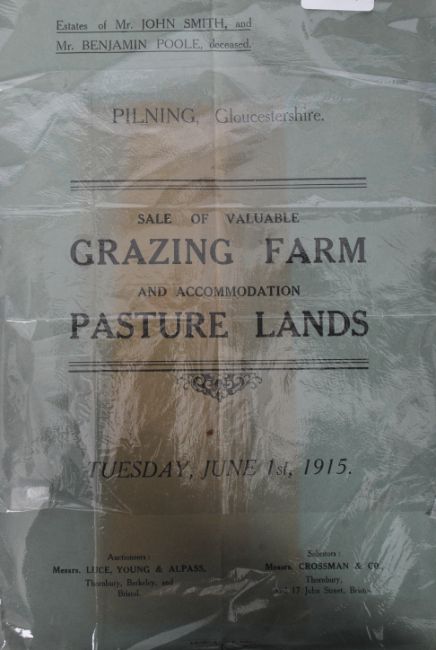 Estates of Mr. JOHN SMITH, and
Mr. BENJAMIN POOLE, deceased.
PILNING, Gloucestershire.
SALE OF VALUABLE
GRAZING FARM
AND ACCOMMODATION
PASTURE LANDS
TUESDAY, JUNE 1st, 1915.
Auctioneers:
Messrs. LUCE, YOUNG & ALPASS,
Thornbury, Berkeley, and
Bristol.
Solicitors:
Messrs. CROSSMAN & CO.,
Thornbury,
and 17 John Street, Bristol.